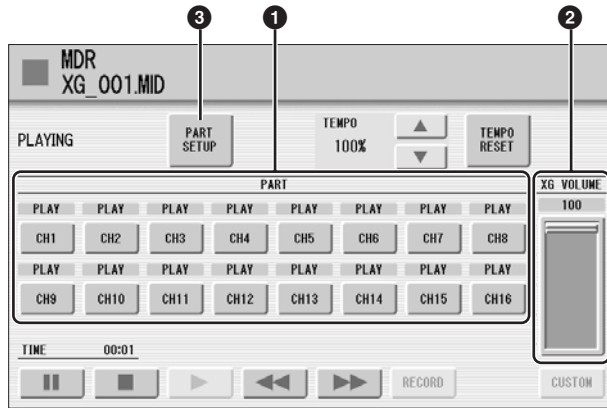 3 1 2
MDR
XG_001.MID
PLAYING
PART SETUP
TEMPO
100%
TEMPO RESET
PART
XG VOLUME
100
PLAY PLAY PLAY PLAY PLAY PLAY PLAY PLAY
CH1 CH2 CH3 CH4 CH5 CH6 CH7 CH8
PLAY PLAY PLAY PLAY PLAY PLAY PLAY PLAY
CH9 CH10 CH11 CH12 CH13 CH14 CH15 CH16
TIME 00:01
RECORD
CUSTOM